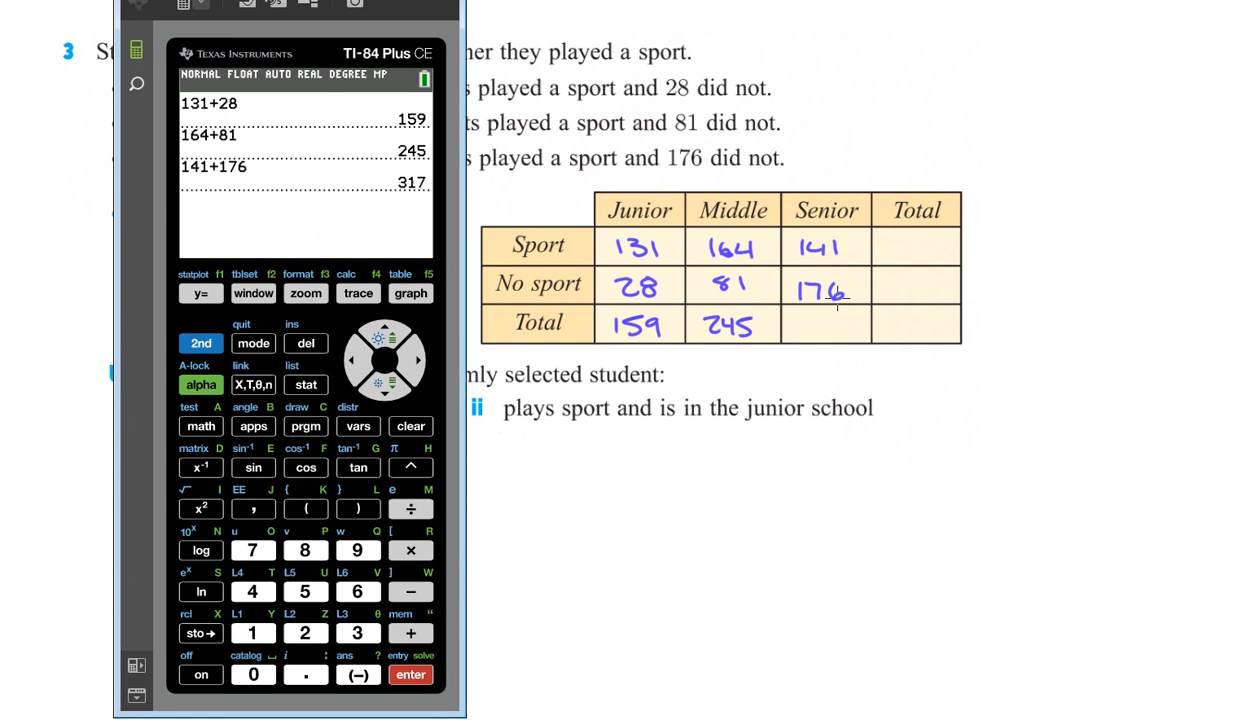 3 St
ner they played a sport.
s played a sport and 28 did not.
ts played a sport and 81 did not.
s played a sport and 176 did not.
Junior Middle Senior Total
Sport 131 164 141
No sport 28 81 176
Total 159 245
mly selected student:
ii plays sport and is in the junior school
TEXAS INSTRUMENTS TI-84 Plus CE
NORMAL FLOAT AUTO REAL DEGREE MP
131+28
159
164+81
245
141+176
317
statplot f1 tblset f2 format f3 calc f4 table f5
y= window zoom trace graph
quit ins
2nd mode del
A-lock link list
alpha X,T,θ,n stat
test A angle B draw C distr
math apps prgm vars clear
matrix D sin⁻¹ E cos⁻¹ F tan⁻¹ G π H
x⁻¹ sin cos tan ^
√ I EE J { K } L e M
x² , ( ) ÷
10ˣ N u O v P w Q [ R
log 7 8 9 ×
eˣ S L4 T L5 U L6 V ] W
ln 4 5 6 −
rcl X L1 Y L2 Z L3 θ mem "
sto→ 1 2 3 +
off catalog ⎵ i : ans ? entry solve
on 0 . (−) enter